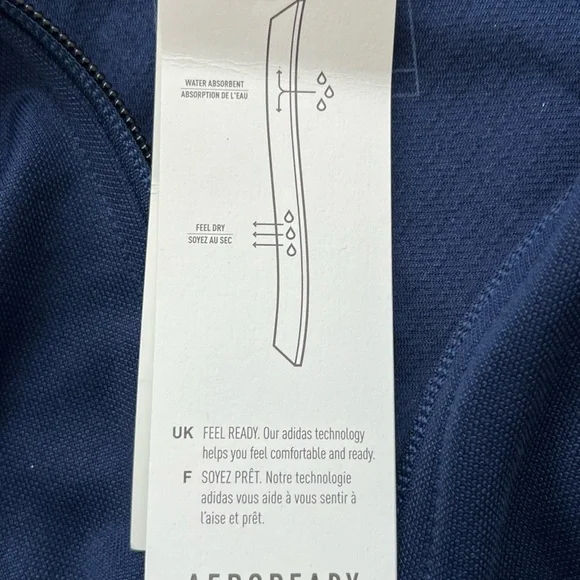 WATER ABSORBENT
ABSORPTION DE L'EAU
FEEL DRY
SOYEZ AU SEC
UK FEEL READY. Our adidas technology
helps you feel comfortable and ready.
F SOYEZ PRÊT. Notre technologie
adidas vous aide à vous sentir à
l'aise et prêt.
AEROREADY